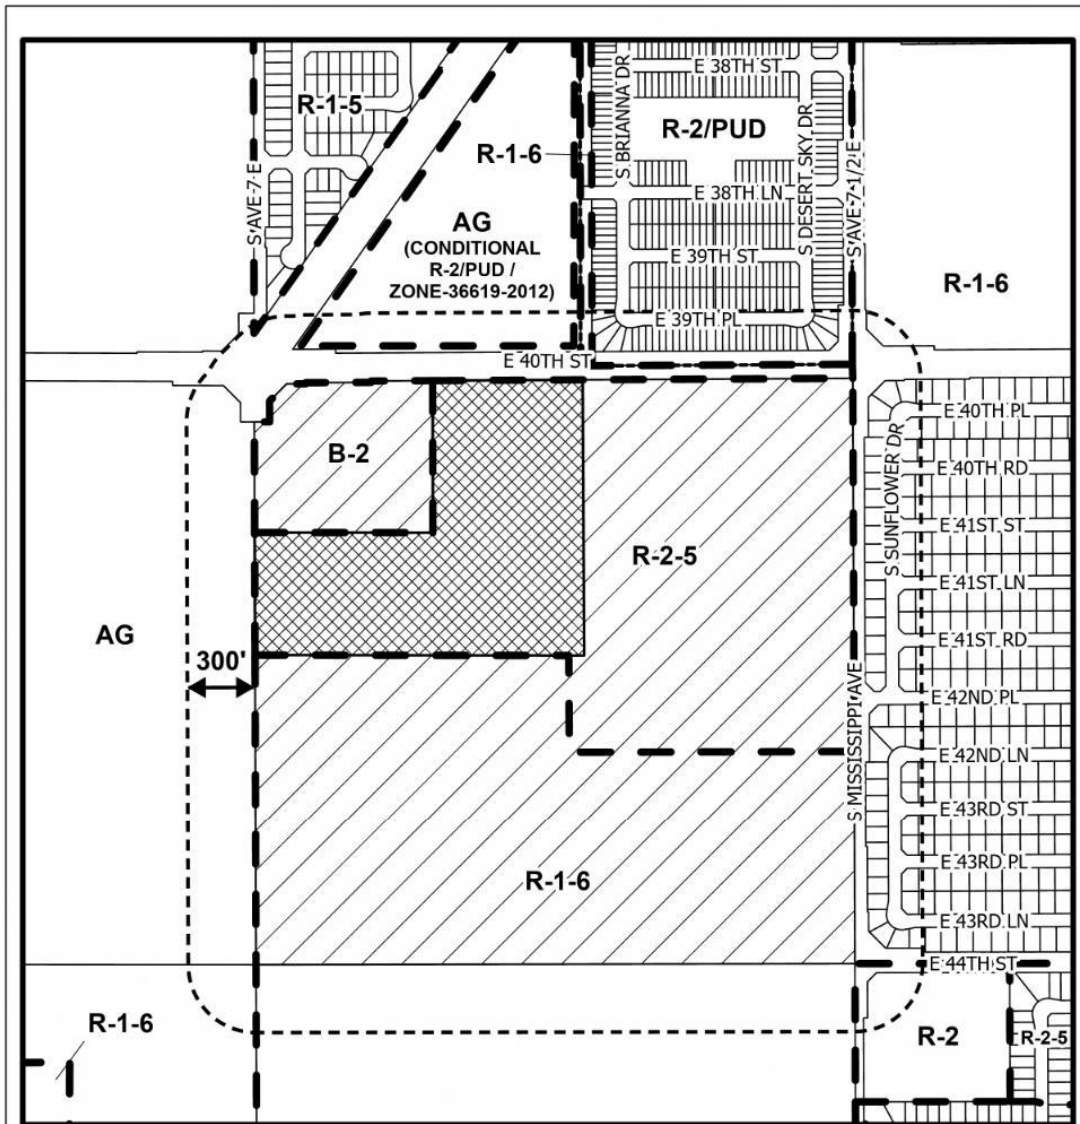 R-1-5
S AVE 7 E
R-1-6
AG
(CONDITIONAL
R-2/PUD /
ZONE-36619-2012)
S BRIANNA DR
E 38TH ST
R-2/PUD
S DESERT SKY DR
E 38TH LN
E 39TH ST
E 39TH PL
S AVE 7 1/2 E
R-1-6
E 40TH ST
B-2
R-2-5
AG
300'
R-1-6
S SUNFLOWER DR
E 40TH PL
E 40TH RD
E 41ST ST
E 41ST LN
E 41ST RD
E 42ND PL
S MISSISSIPPI AVE
E 42ND LN
E 43RD ST
E 43RD PL
E 43RD LN
E 44TH ST
R-1-6
R-2
R-2-5